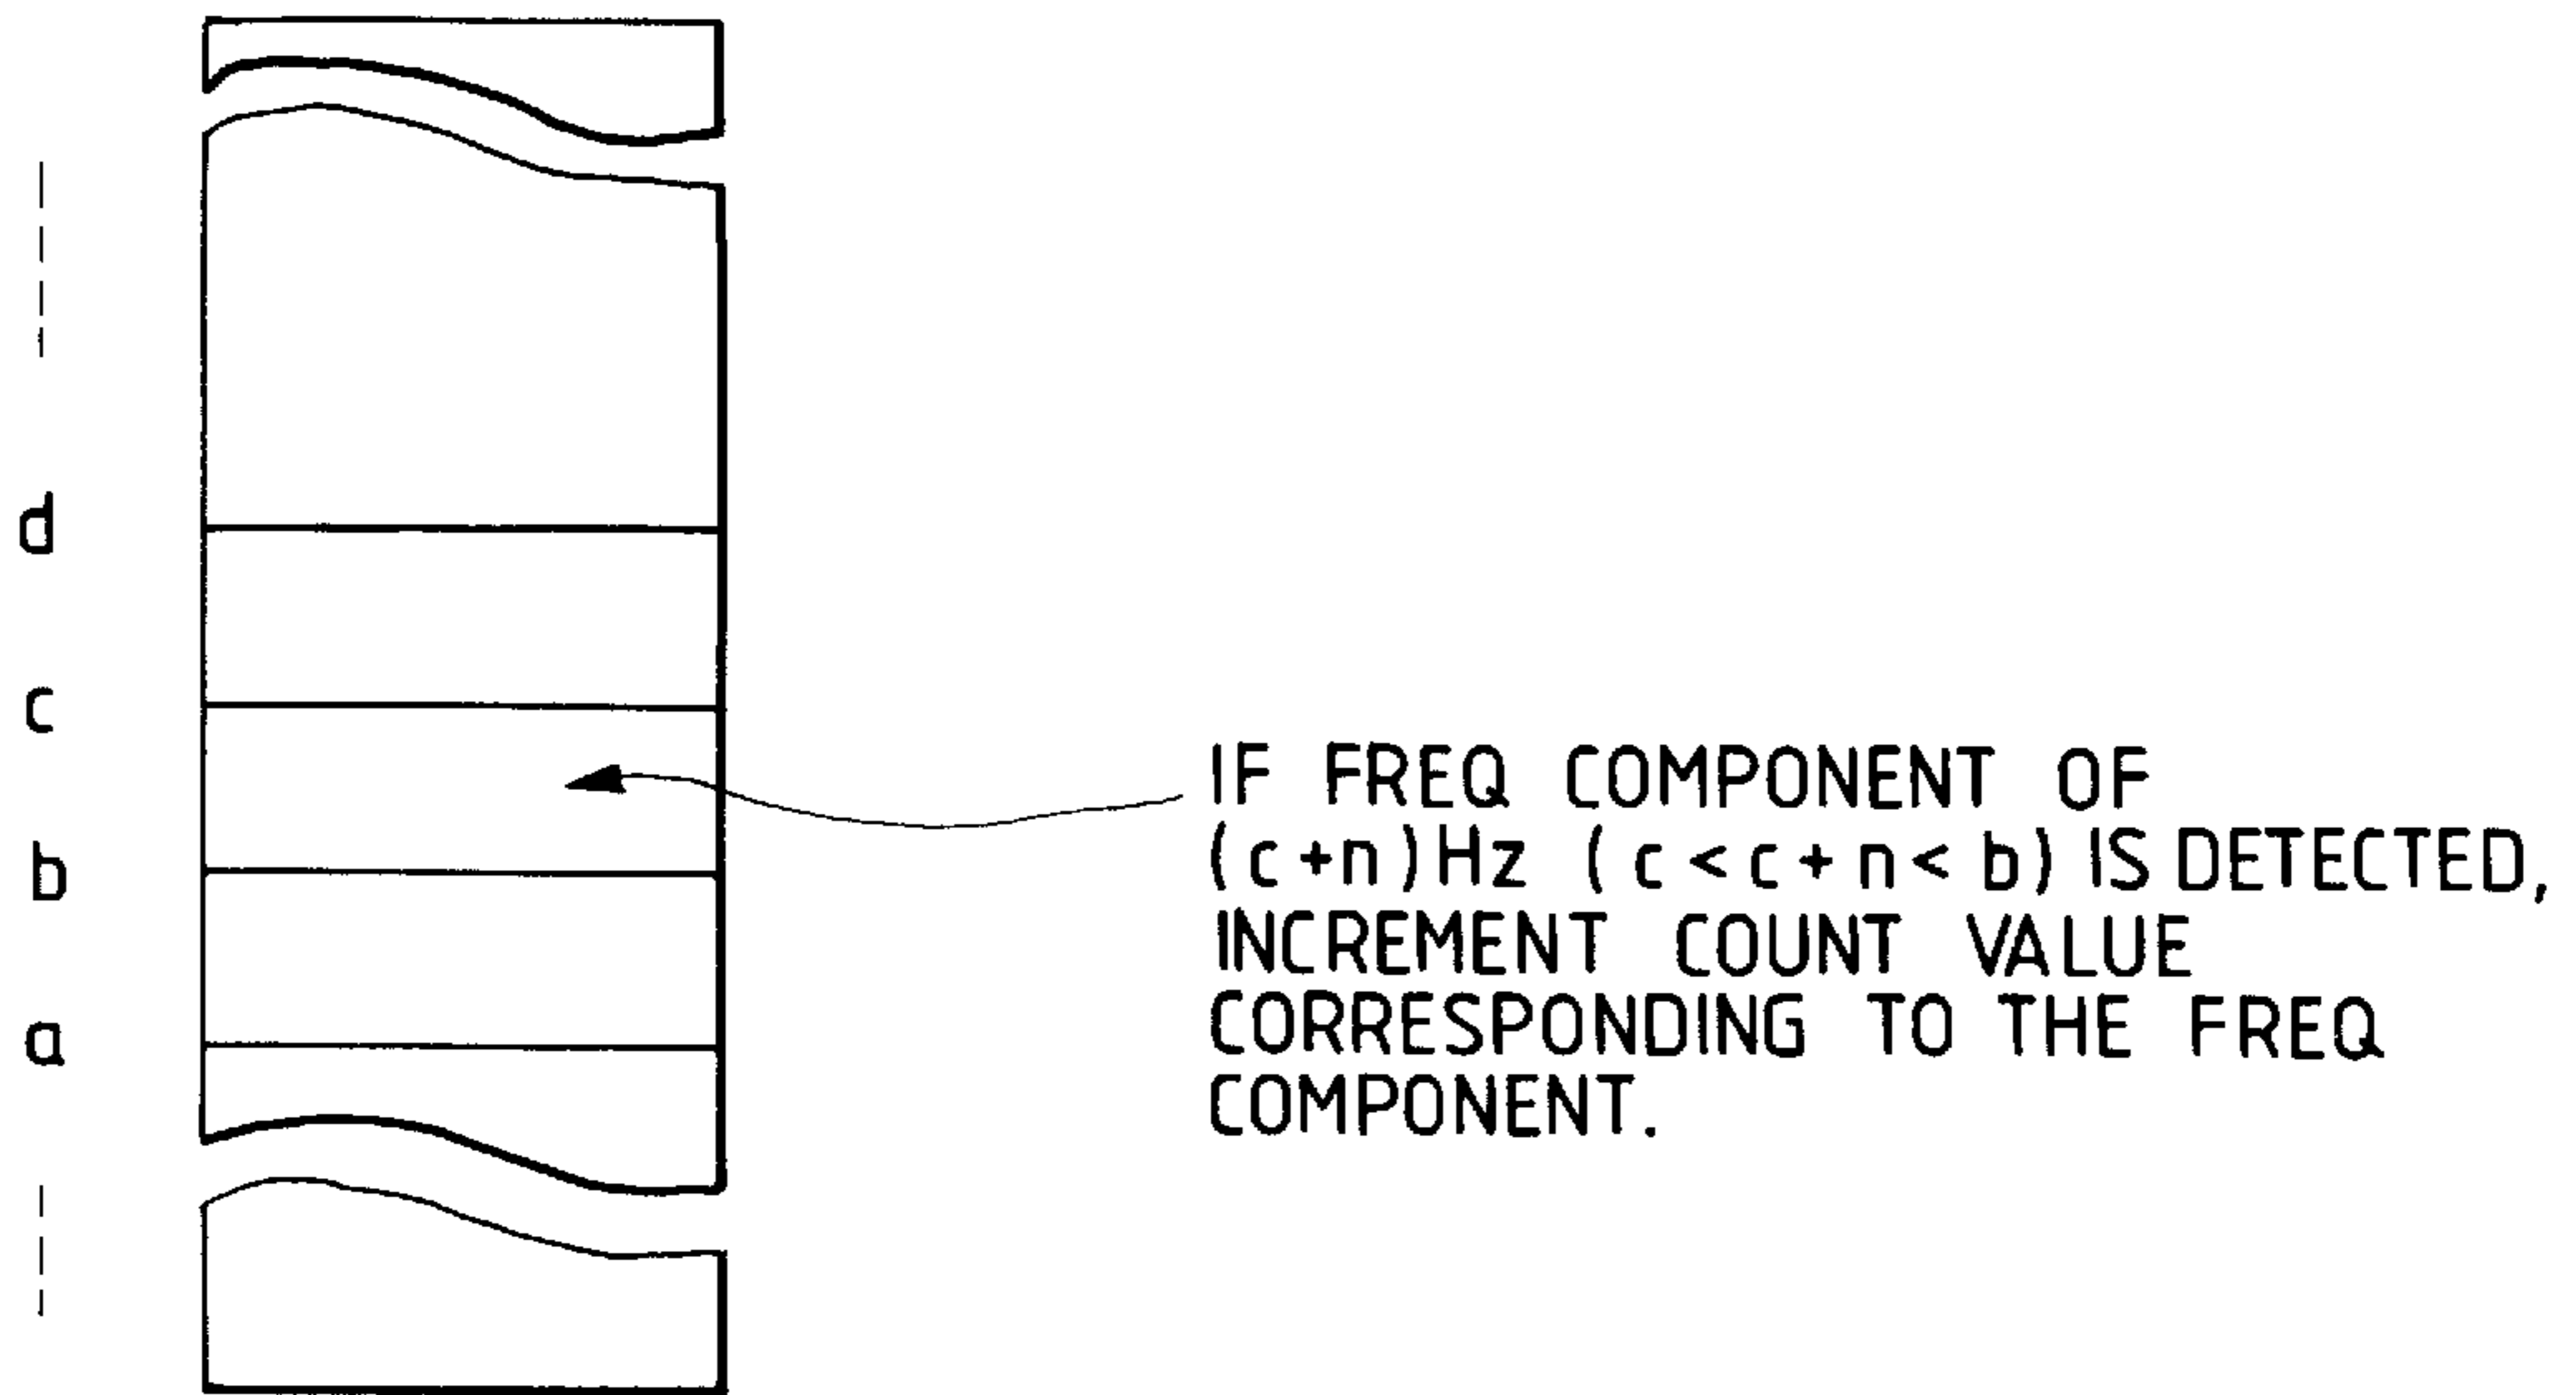 d
c
b
a
IF FREQ COMPONENT OF
(c+n)Hz (c<c+n<b) IS DETECTED,
INCREMENT COUNT VALUE
CORRESPONDING TO THE FREQ
COMPONENT.